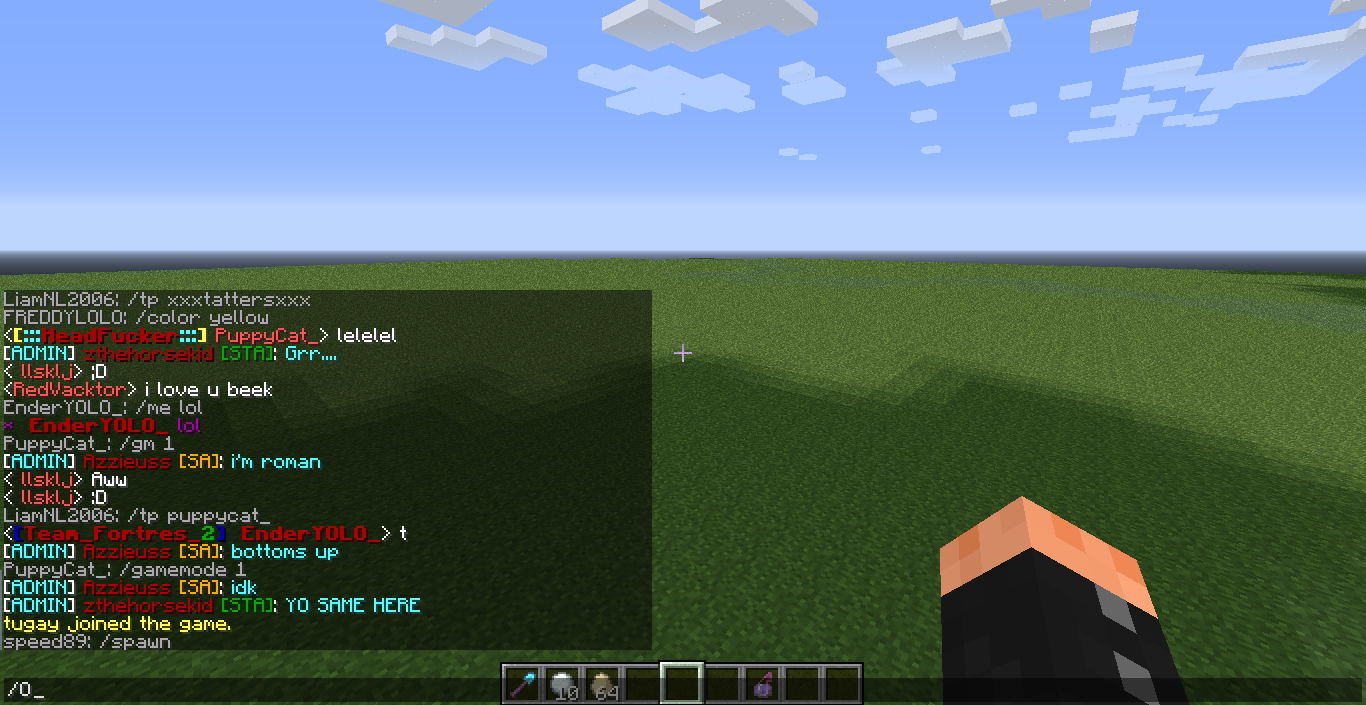 LiamNL2006: /tp xxxtattersxxx
FREDDYLOLO: /color yellow
<[:::HeadFucker:::] PuppyCat_> lelelel
[ADMIN] zthehorsekid [STA]: Grr....
< llsklj> ;D
<RedVacktor> i love u beek
EnderYOLO_: /me lol
* EnderYOLO_ lol
PuppyCat_: /gm 1
[ADMIN] Azzieuss [SA]: i'm roman
< llsklj> Aww
< llsklj> :D
LiamNL2006: /tp puppycat_
<[Team_Fortres_2] EnderYOLO_> t
[ADMIN] Azzieuss [SA]: bottoms up
PuppyCat_: /gamemode 1
[ADMIN] Azzieuss [SA]: idk
[ADMIN] zthehorsekid [STA]: YO SAME HERE
tugay joined the game.
speed89: /spawn
/O_
10 64